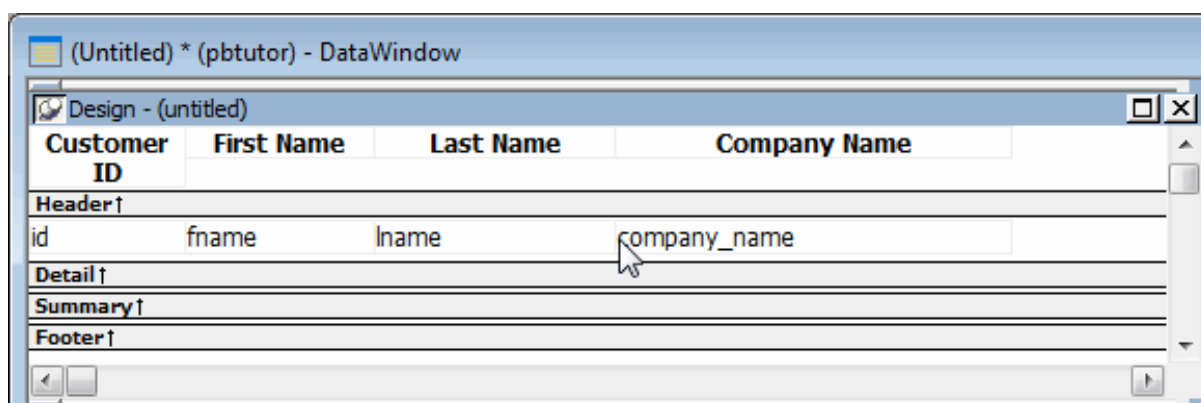 (Untitled) * (pbtutor) - DataWindow
Design - (untitled)
Customer ID First Name Last Name Company Name
Header↑
id fname lname company_name
Detail↑
Summary↑
Footer↑